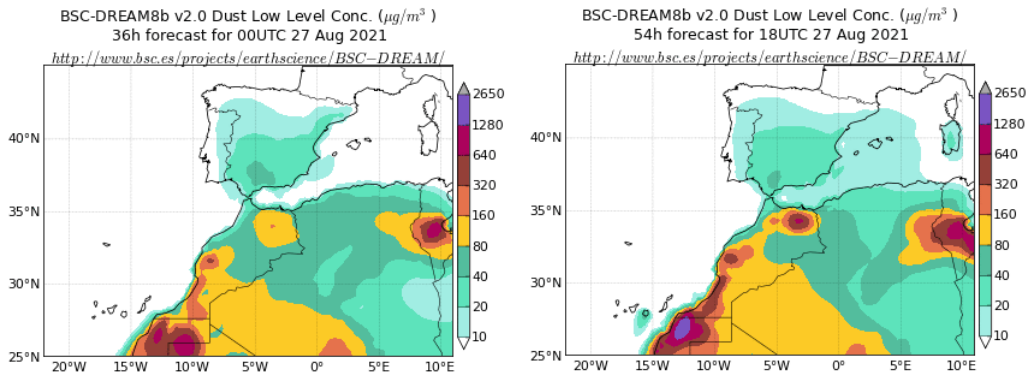 BSC-DREAM8b v2.0 Dust Low Level Conc. (μg/m³ )
36h forecast for 00UTC 27 Aug 2021
http://www.bsc.es/projects/earthscience/BSC−DREAM/
40°N
35°N
30°N
25°N
20°W
15°W
10°W
5°W
0°
5°E
10°E
2650
1280
640
320
160
80
40
20
10
BSC-DREAM8b v2.0 Dust Low Level Conc. (μg/m³ )
54h forecast for 18UTC 27 Aug 2021
http://www.bsc.es/projects/earthscience/BSC−DREAM/
40°N
35°N
30°N
25°N
20°W
15°W
10°W
5°W
0°
5°E
10°E
2650
1280
640
320
160
80
40
20
10